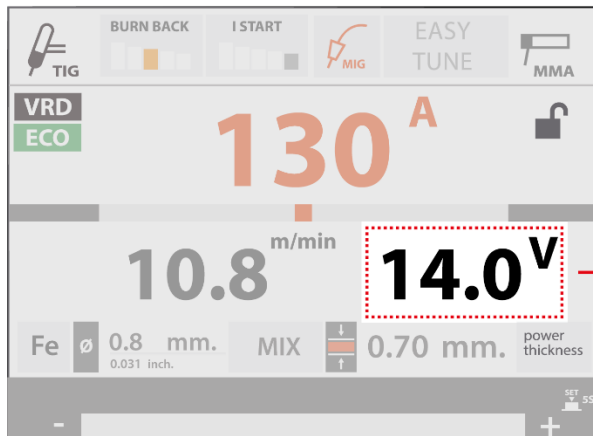 TIG
BURN BACK
I START
MIG
EASY
TUNE
MMA
VRD
ECO
130 A
10.8 m/min
14.0 V
Fe
ø
0.8 mm.
0.031 inch.
MIX
0.70 mm.
power
thickness
SET
-
+